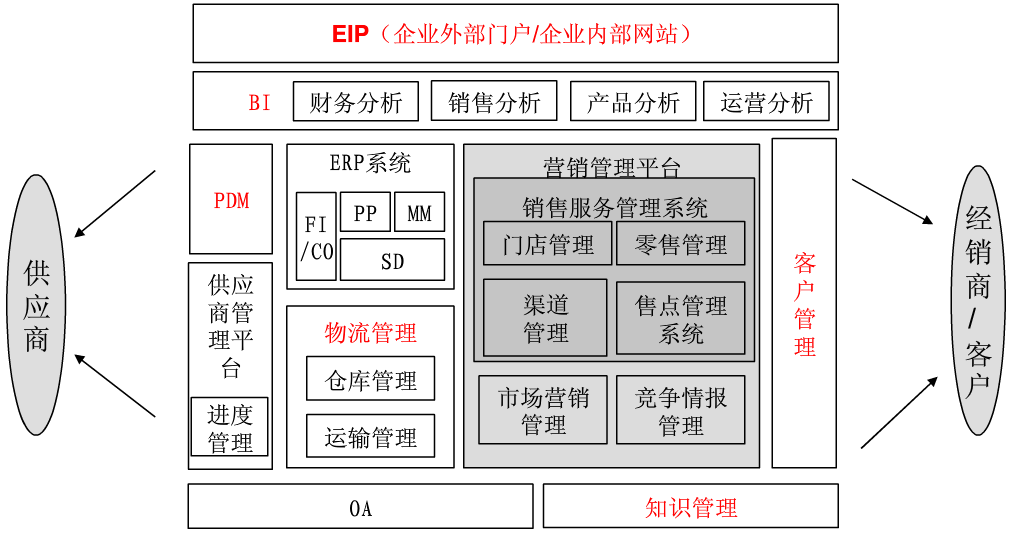 EIP（企业外部门户/企业内部网站）
BI
财务分析
销售分析
产品分析
运营分析
供应商
PDM
供应
商管
理平
台
进度
管理
ERP系统
FI
/CO
PP
MM
SD
物流管理
仓库管理
运输管理
营销管理平台
销售服务管理系统
门店管理
零售管理
渠道
管理
售点管理
系统
市场营销
管理
竞争情报
管理
客户管理
经销商/客户
OA
知识管理